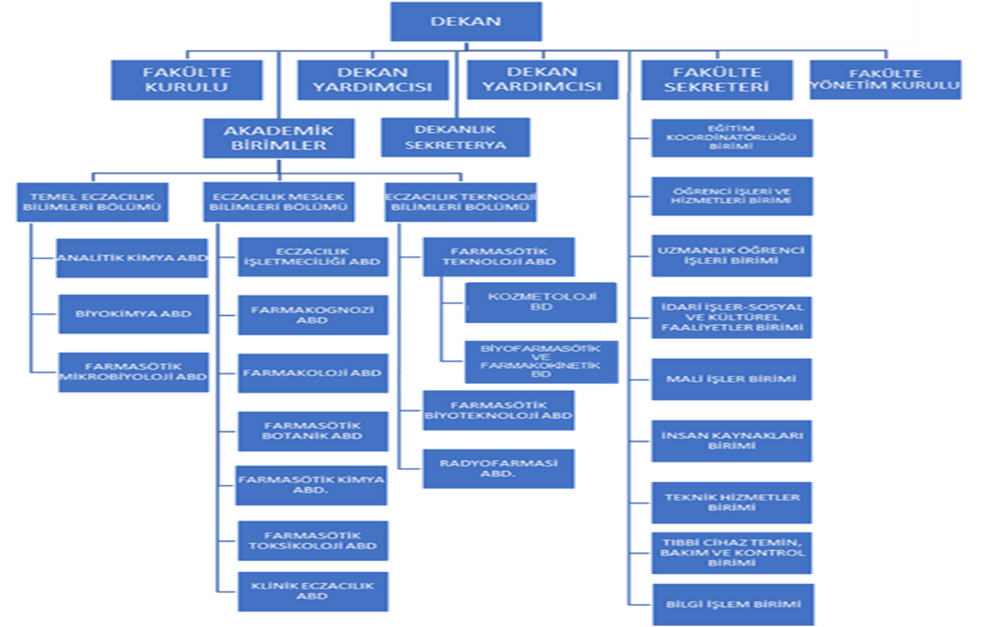 DEKAN
FAKÜLTE
KURULU
DEKAN
YARDIMCISI
DEKAN
YARDIMCISI
FAKÜLTE
SEKRETERİ
FAKÜLTE
YÖNETİM KURULU
AKADEMİK
BİRİMLER
DEKANLIK
SEKRETERYA
TEMEL ECZACILIK
BİLİMLERİ BÖLÜMÜ
ANALİTİK KİMYA ABD
BİYOKİMYA ABD
FARMASÖTİK
MİKROBİYOLOJİ ABD
ECZACILIK MESLEK
BİLİMLERİ BÖLÜMÜ
ECZACILIK
İŞLETMECİLİĞİ ABD
FARMAKOGNOZİ
ABD
FARMAKOLOJİ ABD
FARMASÖTİK
BOTANİK ABD
FARMASÖTİK KİMYA
ABD.
FARMASÖTİK
TOKSİKOLOJİ ABD
KLİNİK ECZACILIK
ABD
ECZACILIK TEKNOLOJİ
BİLİMLERİ BÖLÜMÜ
FARMASÖTİK
TEKNOLOJİ ABD
KOZMETOLOJİ
BD
BİYOFARMASÖTİK
VE
FARMAKOKİNETİK
BD
FARMASÖTİK
BİYOTEKNOLOJİ ABD
RADYOFARMASİ
ABD.
EĞİTİM
KOORDİNATÖRLÜĞÜ
BİRİMİ
ÖĞRENCİ İŞLERİ VE
HİZMETLERİ BİRİMİ
UZMANLIK ÖĞRENCİ
İŞLERİ BİRİMİ
İDARİ İŞLER-SOSYAL
VE KÜLTÜREL
FAALİYETLER BİRİMİ
MALİ İŞLER BİRİMİ
İNSAN KAYNAKLARI
BİRİMİ
TEKNİK HİZMETLER
BİRİMİ
TIBBİ CİHAZ TEMİN,
BAKIM VE KONTROL
BİRİMİ
BİLGİ İŞLEM BİRİMİ